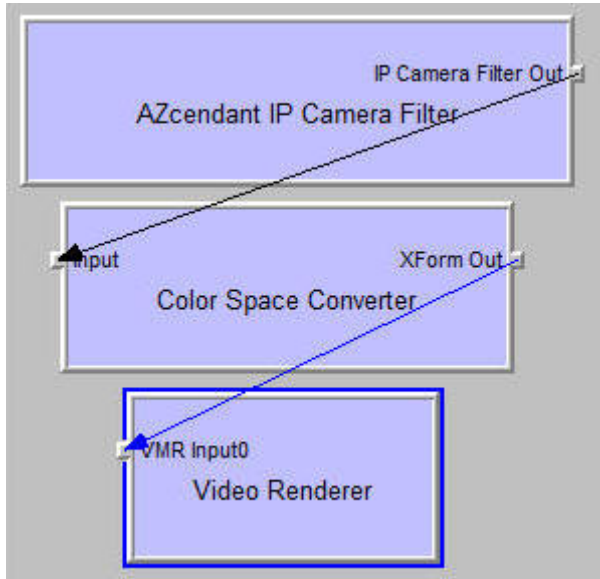 IP Camera Filter Out
AZcendant IP Camera Filter
Input
XForm Out
Color Space Converter
VMR Input0
Video Renderer